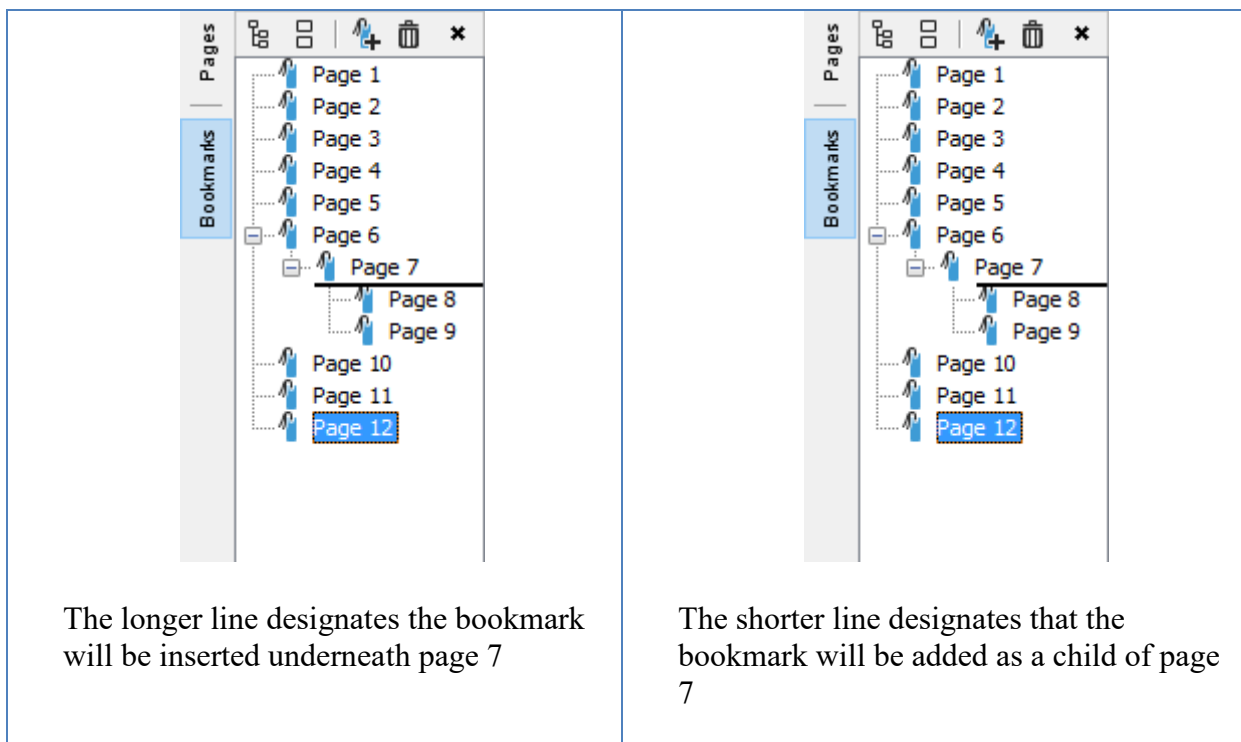 Pages
Bookmarks
Page 1
Page 2
Page 3
Page 4
Page 5
Page 6
Page 7
Page 8
Page 9
Page 10
Page 11
Page 12
The longer line designates the bookmark
will be inserted underneath page 7
Pages
Bookmarks
Page 1
Page 2
Page 3
Page 4
Page 5
Page 6
Page 7
Page 8
Page 9
Page 10
Page 11
Page 12
The shorter line designates that the
bookmark will be added as a child of page
7